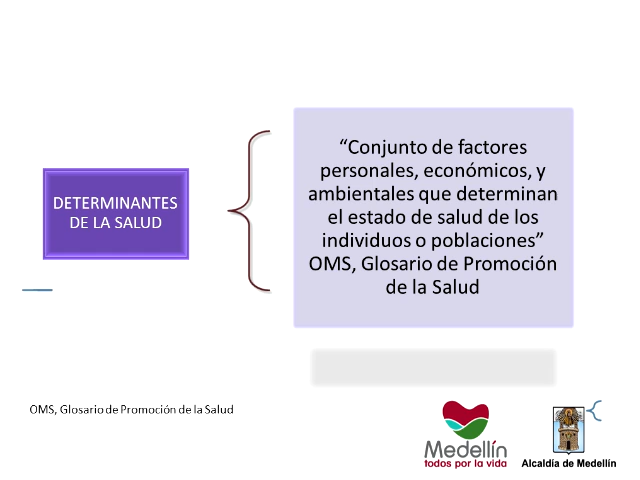 DETERMINANTES
DE LA SALUD
“Conjunto de factores
personales, económicos, y
ambientales que determinan
el estado de salud de los
individuos o poblaciones”
OMS, Glosario de Promoción
de la Salud
OMS, Glosario de Promoción de la Salud
Medellín
todos por la vida
Alcaldía de Medellín